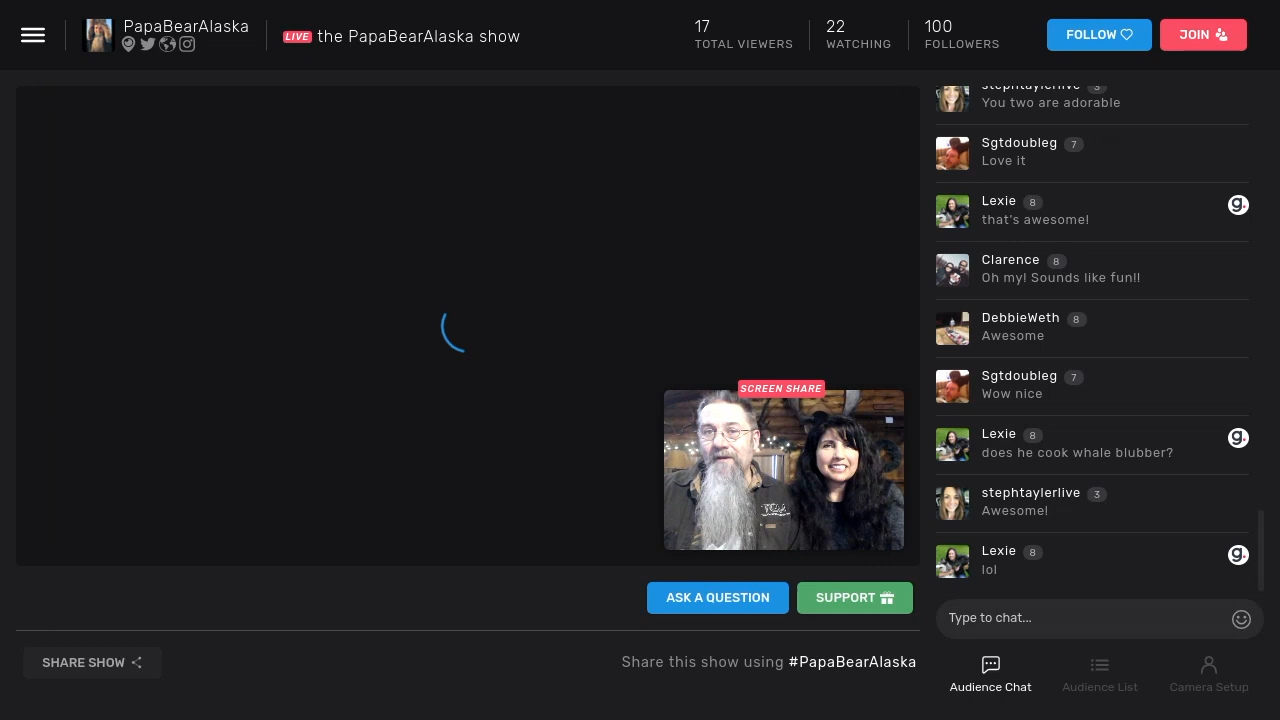 PapaBearAlaska
LIVE the PapaBearAlaska show
17
TOTAL VIEWERS
22
WATCHING
100
FOLLOWERS
FOLLOW
JOIN
stephtaylerlive 3
You two are adorable
Sgtdoubleg 7
Love it
Lexie 8
g.
that's awesome!
Clarence 8
Oh my! Sounds like fun!!
DebbieWeth 8
Awesome
Sgtdoubleg 7
Wow nice
Lexie 8
g.
does he cook whale blubber?
stephtaylerlive 3
Awesome!
Lexie 8
g.
lol
SCREEN SHARE
ASK A QUESTION
SUPPORT
SHARE SHOW
Share this show using #PapaBearAlaska
Type to chat...
Audience Chat
Audience List
Camera Setup